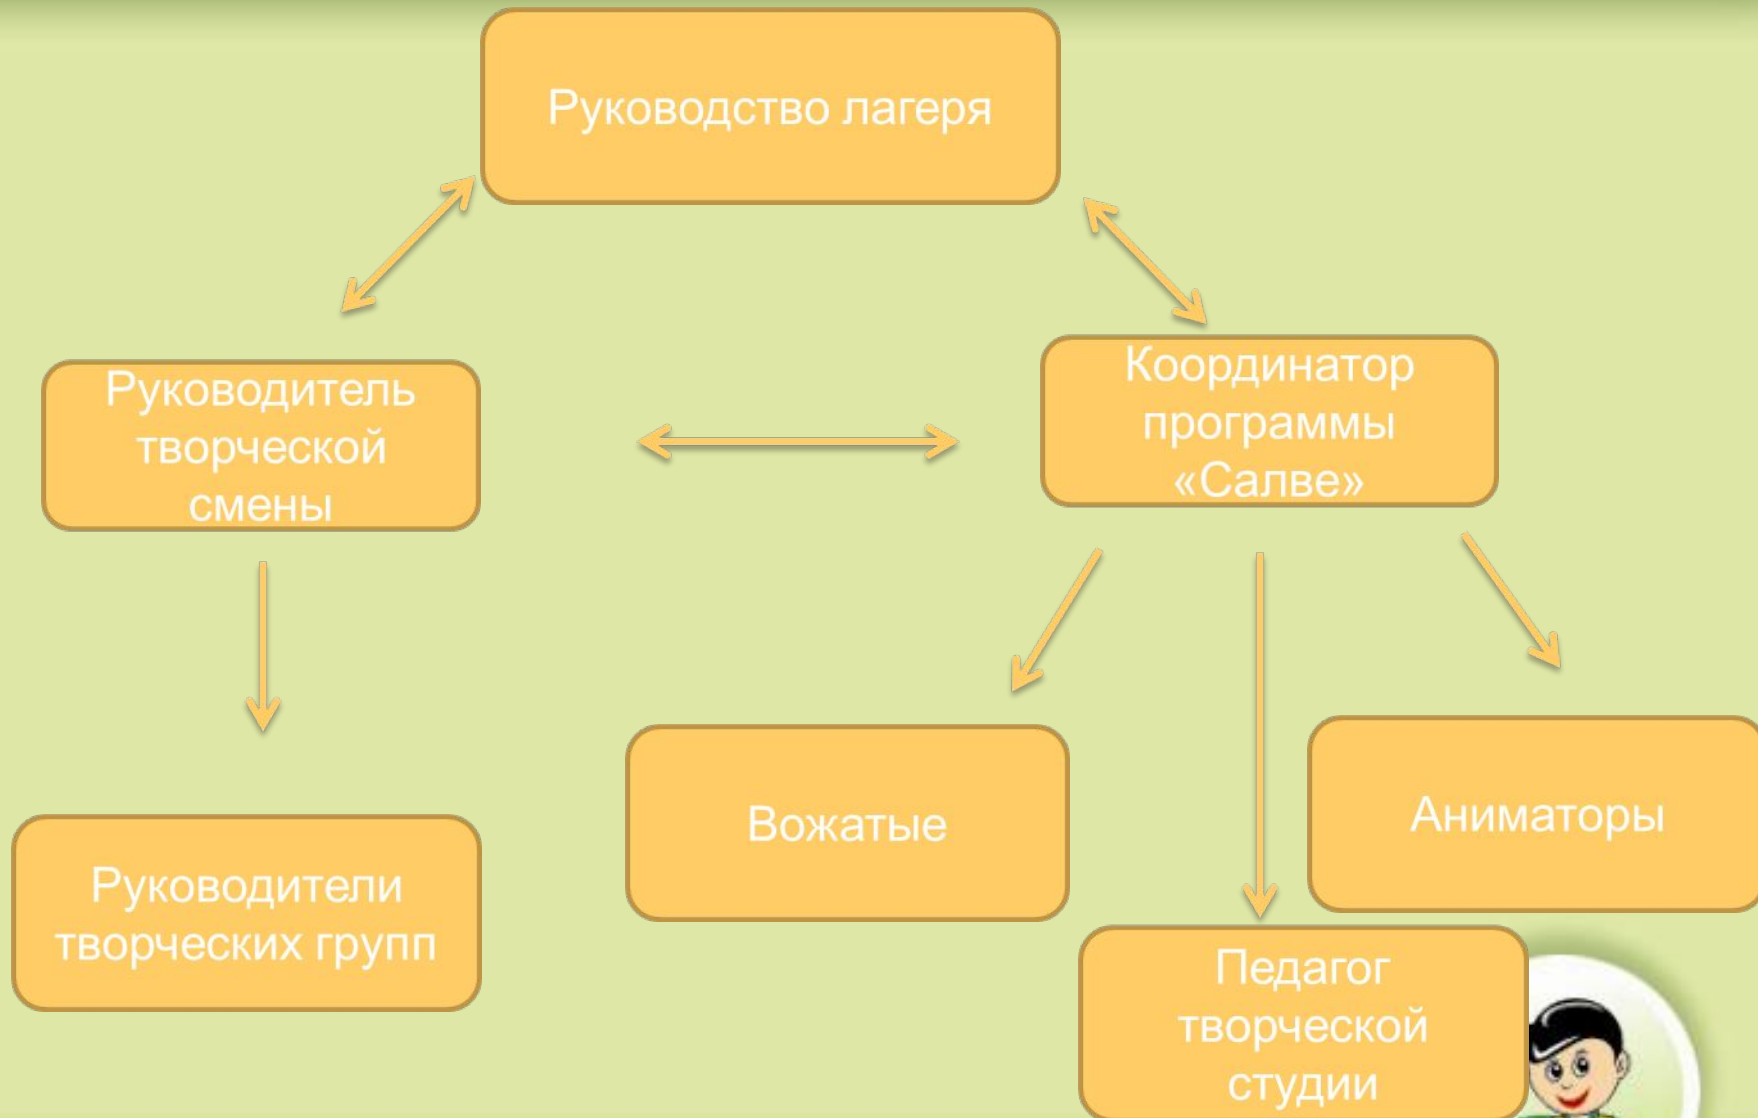 Руководство лагеря
Руководитель
творческой
смены
Координатор
программы
«Салве»
Руководители
творческих групп
Вожатые
Аниматоры
Педагог
творческой
студии